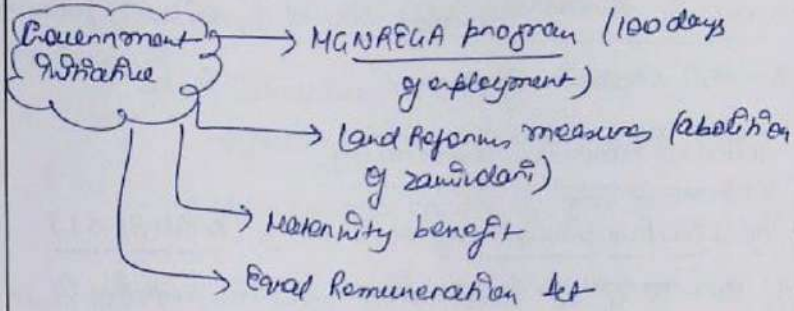 Government
Initiative
MGNREGA program (100 days
of employment)
Land Reforms measures (abolition
of zamindari)
Maternity benefit
Equal Remuneration Act